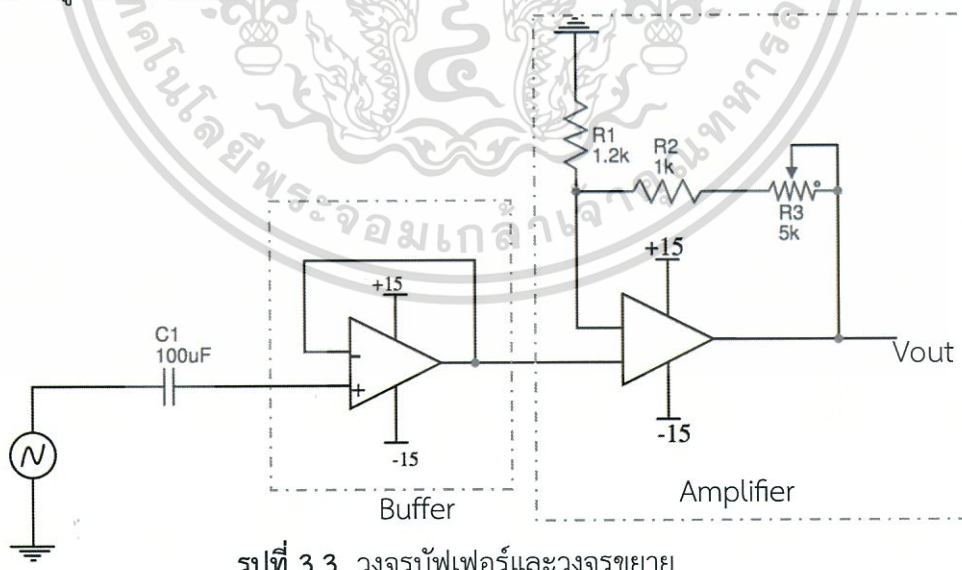 R1
1.2k
R2
1k
R3
5k
+15
+15
C1
100uF
-
+
Vout
-15
-15
Buffer
Amplifier
รูปที่ 3.3 วงจรบัฟเฟอร์และวงจรขยาย